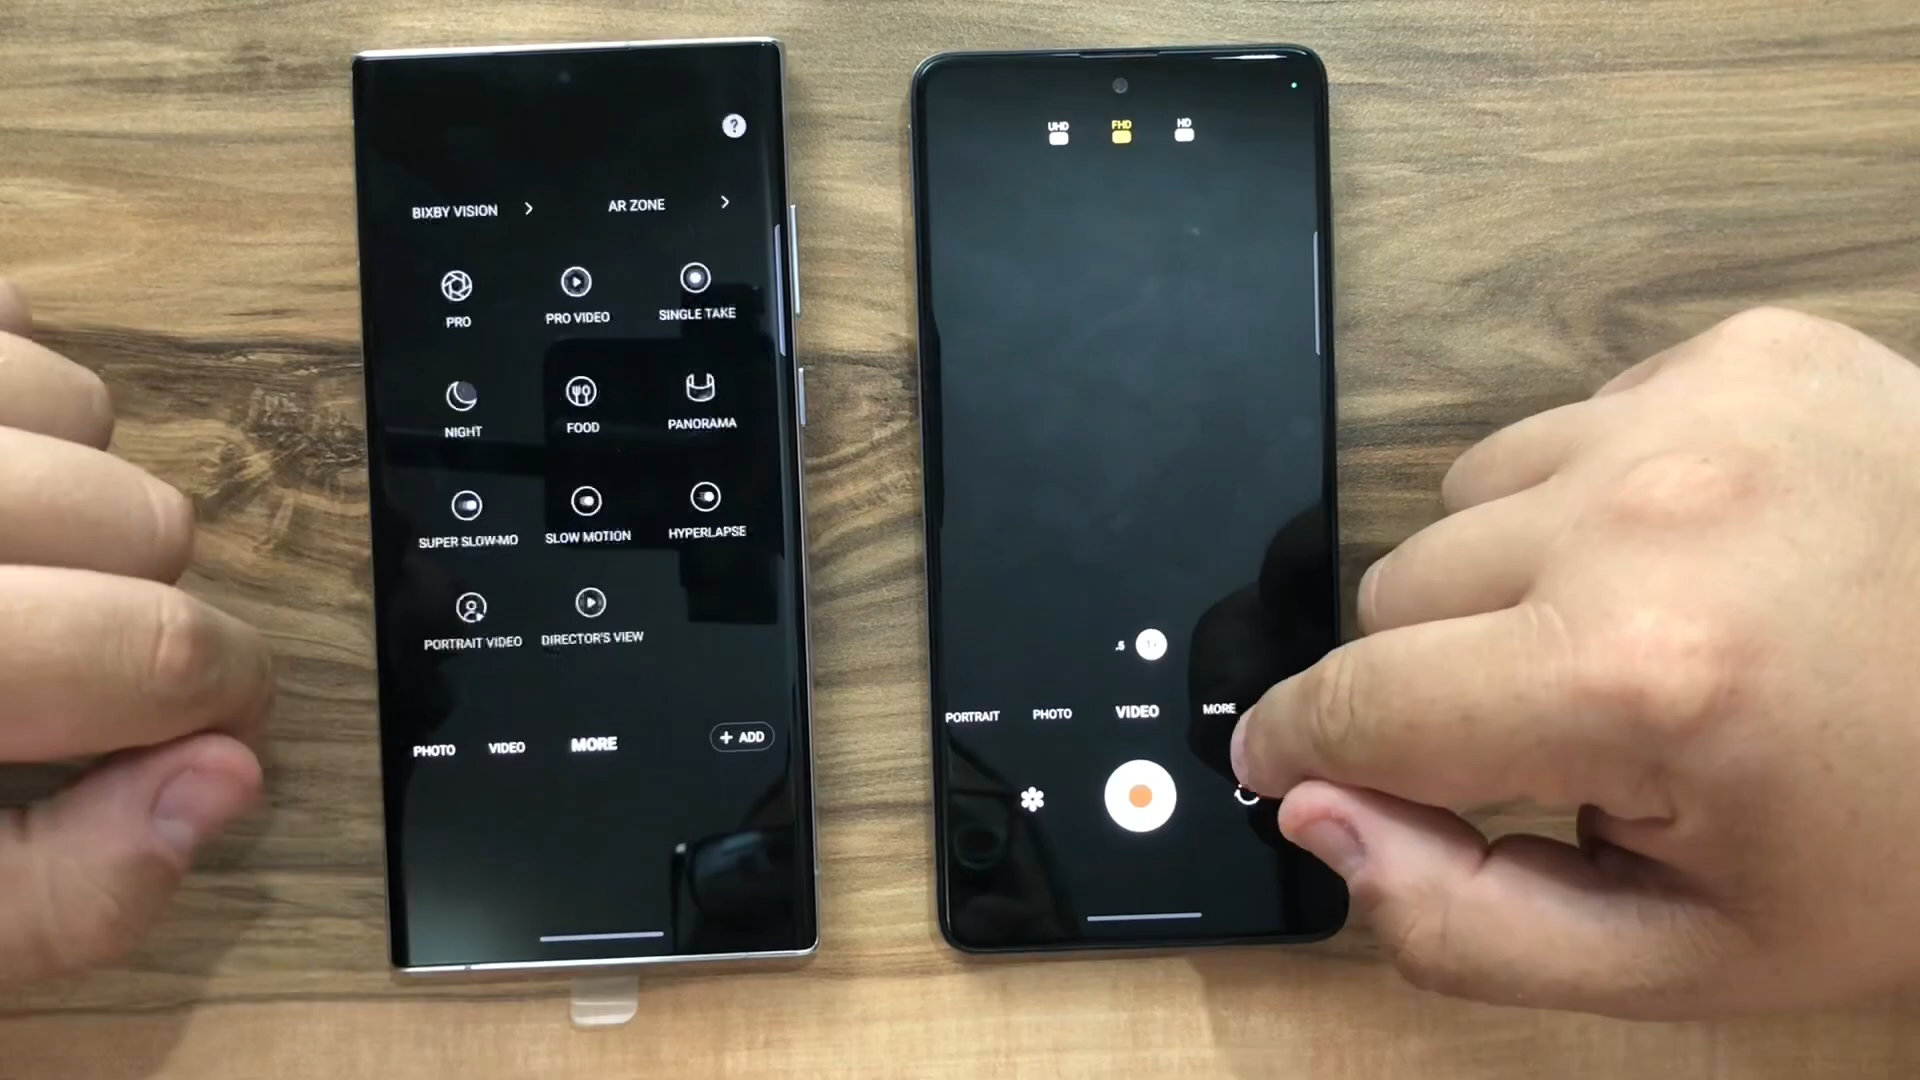 ?
BIXBY VISION >
AR ZONE >
PRO
PRO VIDEO
SINGLE TAKE
NIGHT
FOOD
PANORAMA
SUPER SLOW-MO
SLOW MOTION
HYPERLAPSE
PORTRAIT VIDEO
DIRECTOR'S VIEW
PHOTO
VIDEO
MORE
+ ADD
UHD
FHD
HD
.5
PORTRAIT
PHOTO
VIDEO
MORE